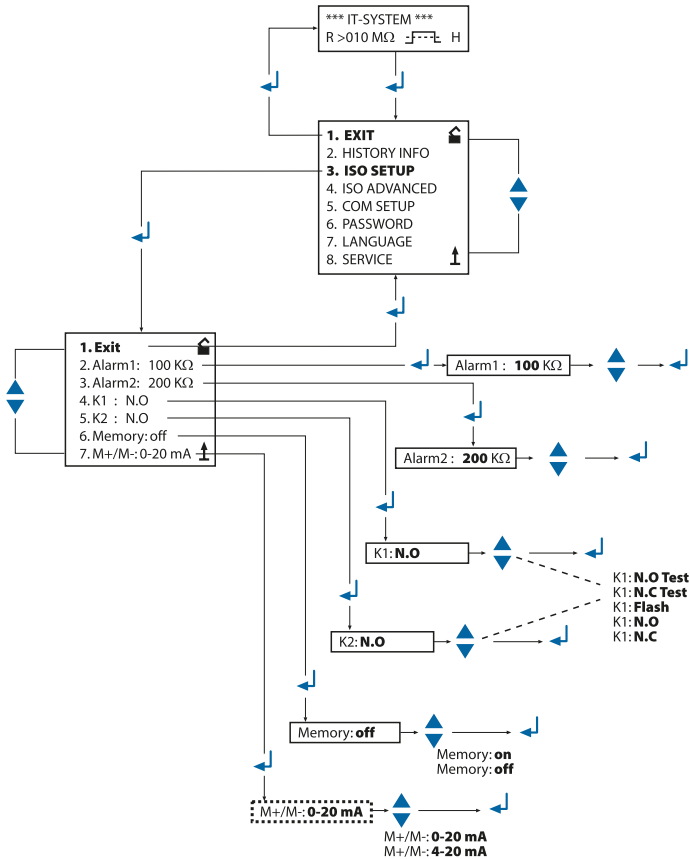 *** IT-SYSTEM ***
R >010 MΩ H
1. EXIT
2. HISTORY INFO
3. ISO SETUP
4. ISO ADVANCED
5. COM SETUP
6. PASSWORD
7. LANGUAGE
8. SERVICE
1. Exit
2. Alarm1: 100 KΩ
3. Alarm2: 200 KΩ
4. K1 : N.O
5. K2 : N.O
6. Memory: off
7. M+/M-: 0-20 mA
Alarm1 : 100 KΩ
Alarm2 : 200 KΩ
K1: N.O
K1: N.O Test
K1: N.C Test
K1: Flash
K1: N.O
K1: N.C
K2: N.O
Memory: off
Memory: on
Memory: off
M+/M-: 0-20 mA
M+/M-: 0-20 mA
M+/M-: 4-20 mA